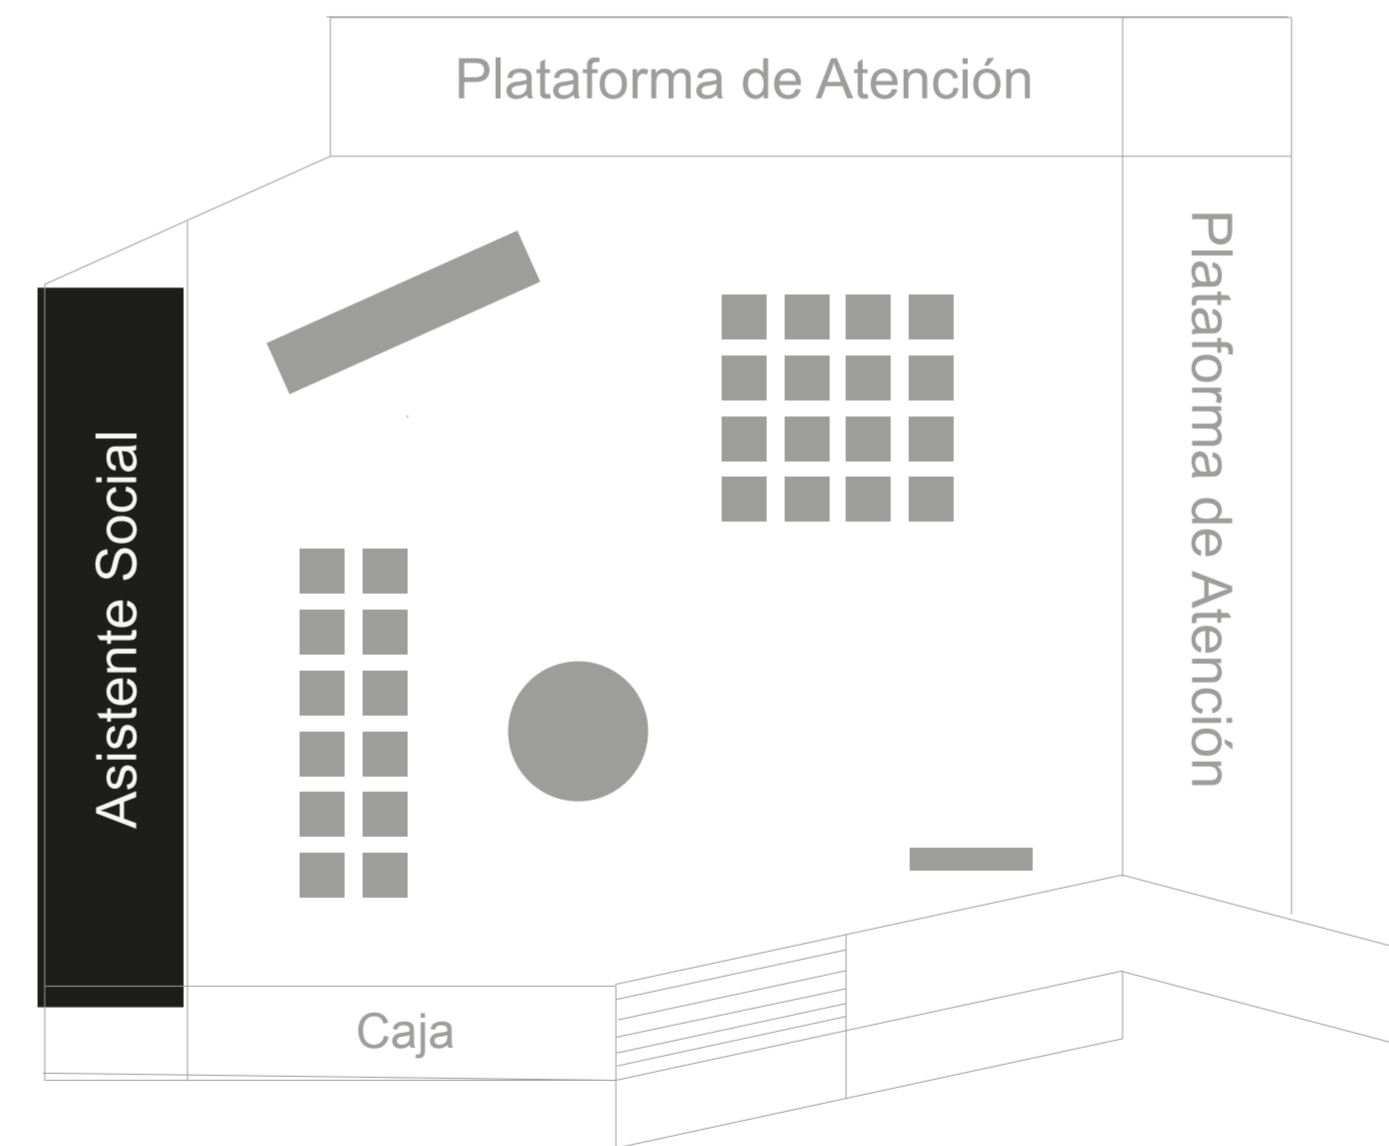 Plataforma de Atención
Plataforma de Atención
Asistente Social
Caja